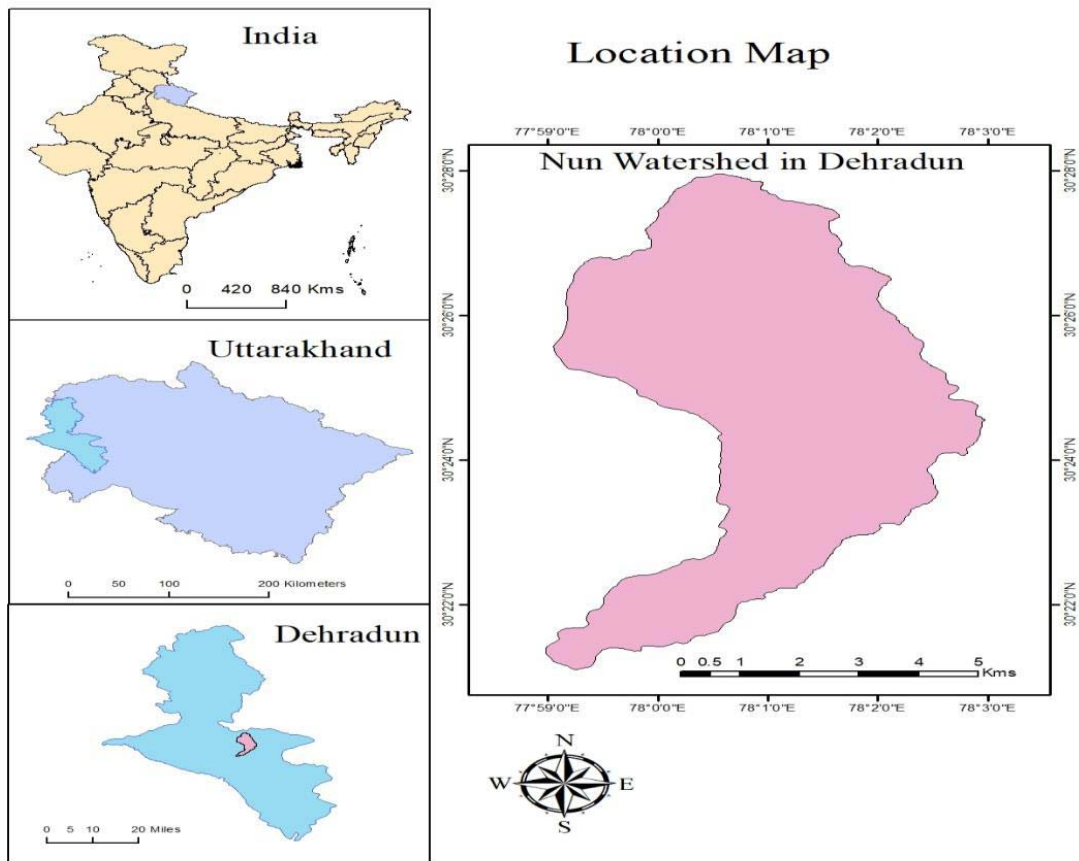 India
0 420 840 Kms
Uttarakhand
0 50 100 200 Kilometers
Dehradun
0 5 10 20 Miles
Location Map
77°59'0"E 78°0'0"E 78°1'0"E 78°2'0"E 78°3'0"E
Nun Watershed in Dehradun
30°28'0"N 30°28'0"N
30°26'0"N 30°26'0"N
30°24'0"N 30°24'0"N
30°22'0"N 30°22'0"N
0 0.5 1 2 3 4 5
Kms
77°59'0"E 78°0'0"E 78°1'0"E 78°2'0"E 78°3'0"E
N
W E
S